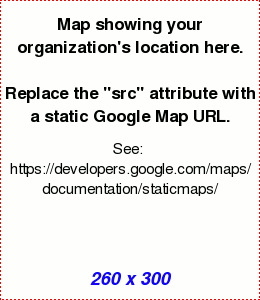 Map showing your
organization's location here.
Replace the "src" attribute with
a static Google Map URL.
See:
https://developers.google.com/maps/
documentation/staticmaps/
260 x 300